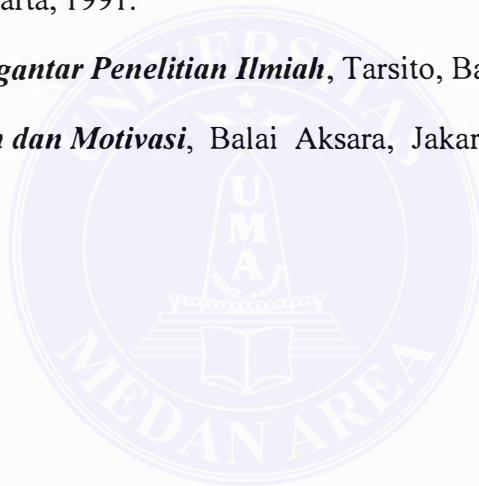 arta, 1991.
gantar Penelitian Ilmiah, Tarsito, Ba
n dan Motivasi, Balai Aksara, Jakar
UNIVERSITAS
UMA
MEDAN AREA